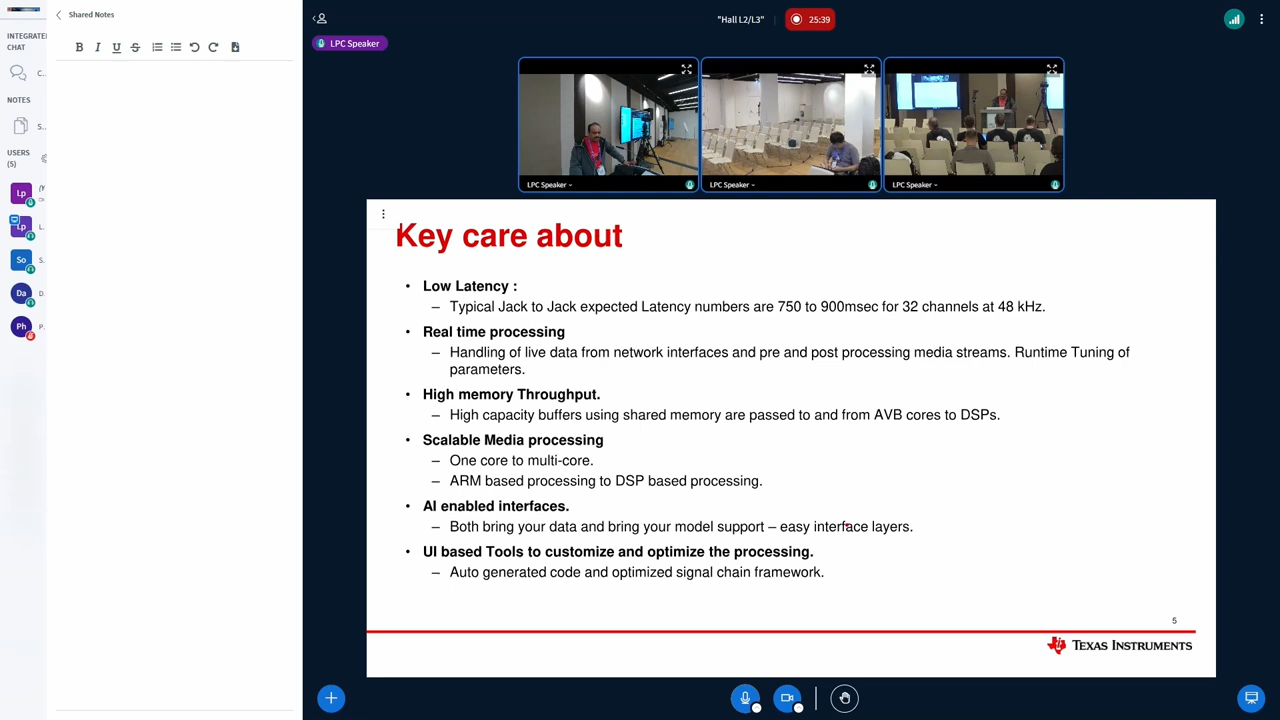 Shared Notes
INTEGRATE
CHAT
C..
NOTES
S..
USERS
(5)
Lp
Lp
L..
So
S..
Da
D..
Ph
P..
B I U S
"Hall L2/L3"
25:39
LPC Speaker
LPC Speaker
LPC Speaker
LPC Speaker
Key care about
• Low Latency :
– Typical Jack to Jack expected Latency numbers are 750 to 900msec for 32 channels at 48 kHz.
• Real time processing
– Handling of live data from network interfaces and pre and post processing media streams. Runtime Tuning of
parameters.
• High memory Throughput.
– High capacity buffers using shared memory are passed to and from AVB cores to DSPs.
• Scalable Media processing
– One core to multi-core.
– ARM based processing to DSP based processing.
• AI enabled interfaces.
– Both bring your data and bring your model support – easy interface layers.
• UI based Tools to customize and optimize the processing.
– Auto generated code and optimized signal chain framework.
5
TEXAS INSTRUMENTS